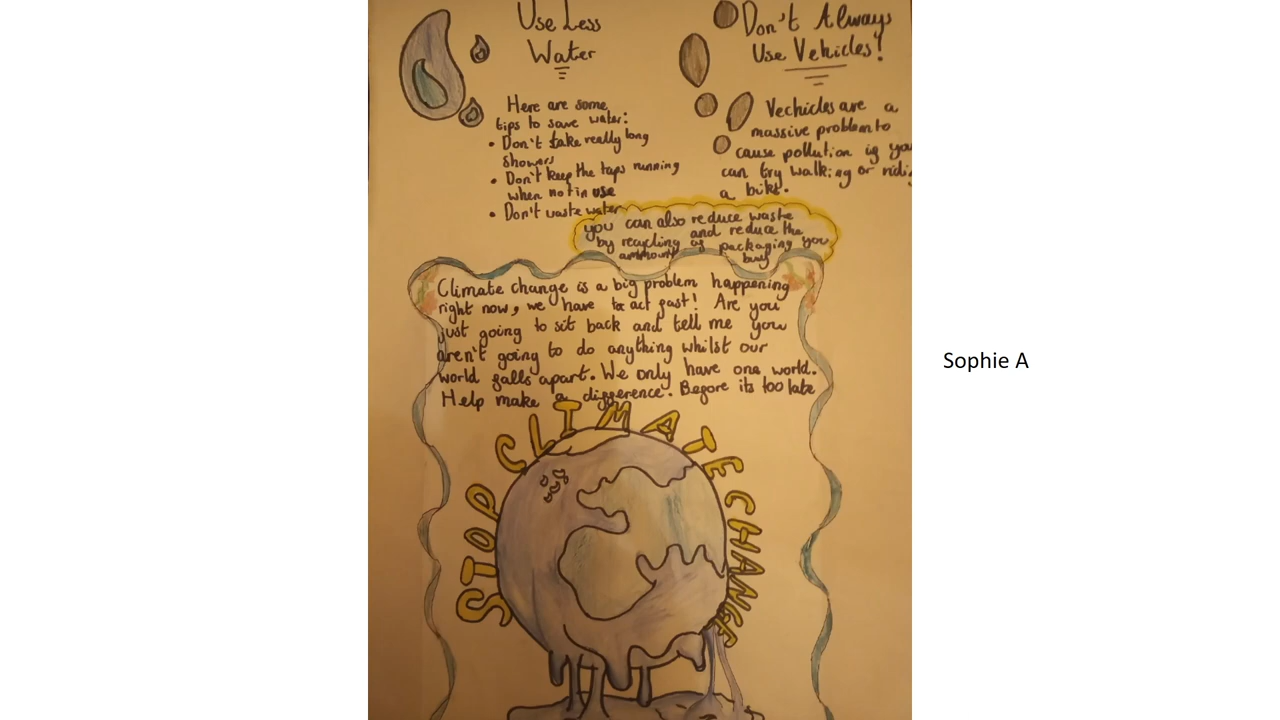 Use Less
Water
Here are some
tips to save water:
• Don't take really long
showers
• Don't keep the taps running
when not in use
• Don't waste water
Don't Always
Use Vehicles!
Vechicles are a
massive problem to
cause pollution if you
can try walking or ridin
a bike.
you can also reduce waste
by recycling and reduce the
ammount of packaging you
buy
Climate change is a big problem happening
right now, we have to act fast! Are you
just going to sit back and tell me you
aren't going to do anything whilst our
world falls apart. We only have one world.
Help make a difference. Before its too late
STOP CLIMATE CHANGE
Sophie A